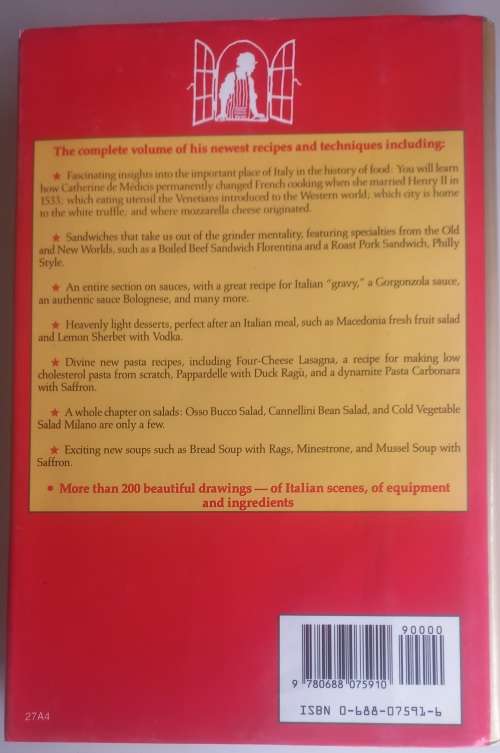 The complete volume of his newest recipes and techniques including:
★ Fascinating insights into the important place of Italy in the history of food: You will learn
how Catherine de Médicis permanently changed French cooking when she married Henry II in
1533; which eating utensil the Venetians introduced to the Western world; which city is home
to the white truffle; and where mozzarella cheese originated.
★ Sandwiches that take us out of the grinder mentality, featuring specialties from the Old
and New Worlds, such as a Boiled Beef Sandwich Florentina and a Roast Pork Sandwich, Philly
Style.
★ An entire section on sauces, with a great recipe for Italian "gravy," a Gorgonzola sauce,
an authentic sauce Bolognese, and many more.
★ Heavenly light desserts, perfect after an Italian meal, such as Macedonia fresh fruit salad
and Lemon Sherbet with Vodka.
★ Divine new pasta recipes, including Four-Cheese Lasagna, a recipe for making low
cholesterol pasta from scratch, Pappardelle with Duck Ragù, and a dynamite Pasta Carbonara
with Saffron.
★ A whole chapter on salads: Osso Bucco Salad, Cannellini Bean Salad, and Cold Vegetable
Salad Milano are only a few.
★ Exciting new soups such as Bread Soup with Rags, Minestrone, and Mussel Soup with
Saffron.
• More than 200 beautiful drawings — of Italian scenes, of equipment
and ingredients
90000
9 780688 075910
ISBN 0-688-07591-6
27A4